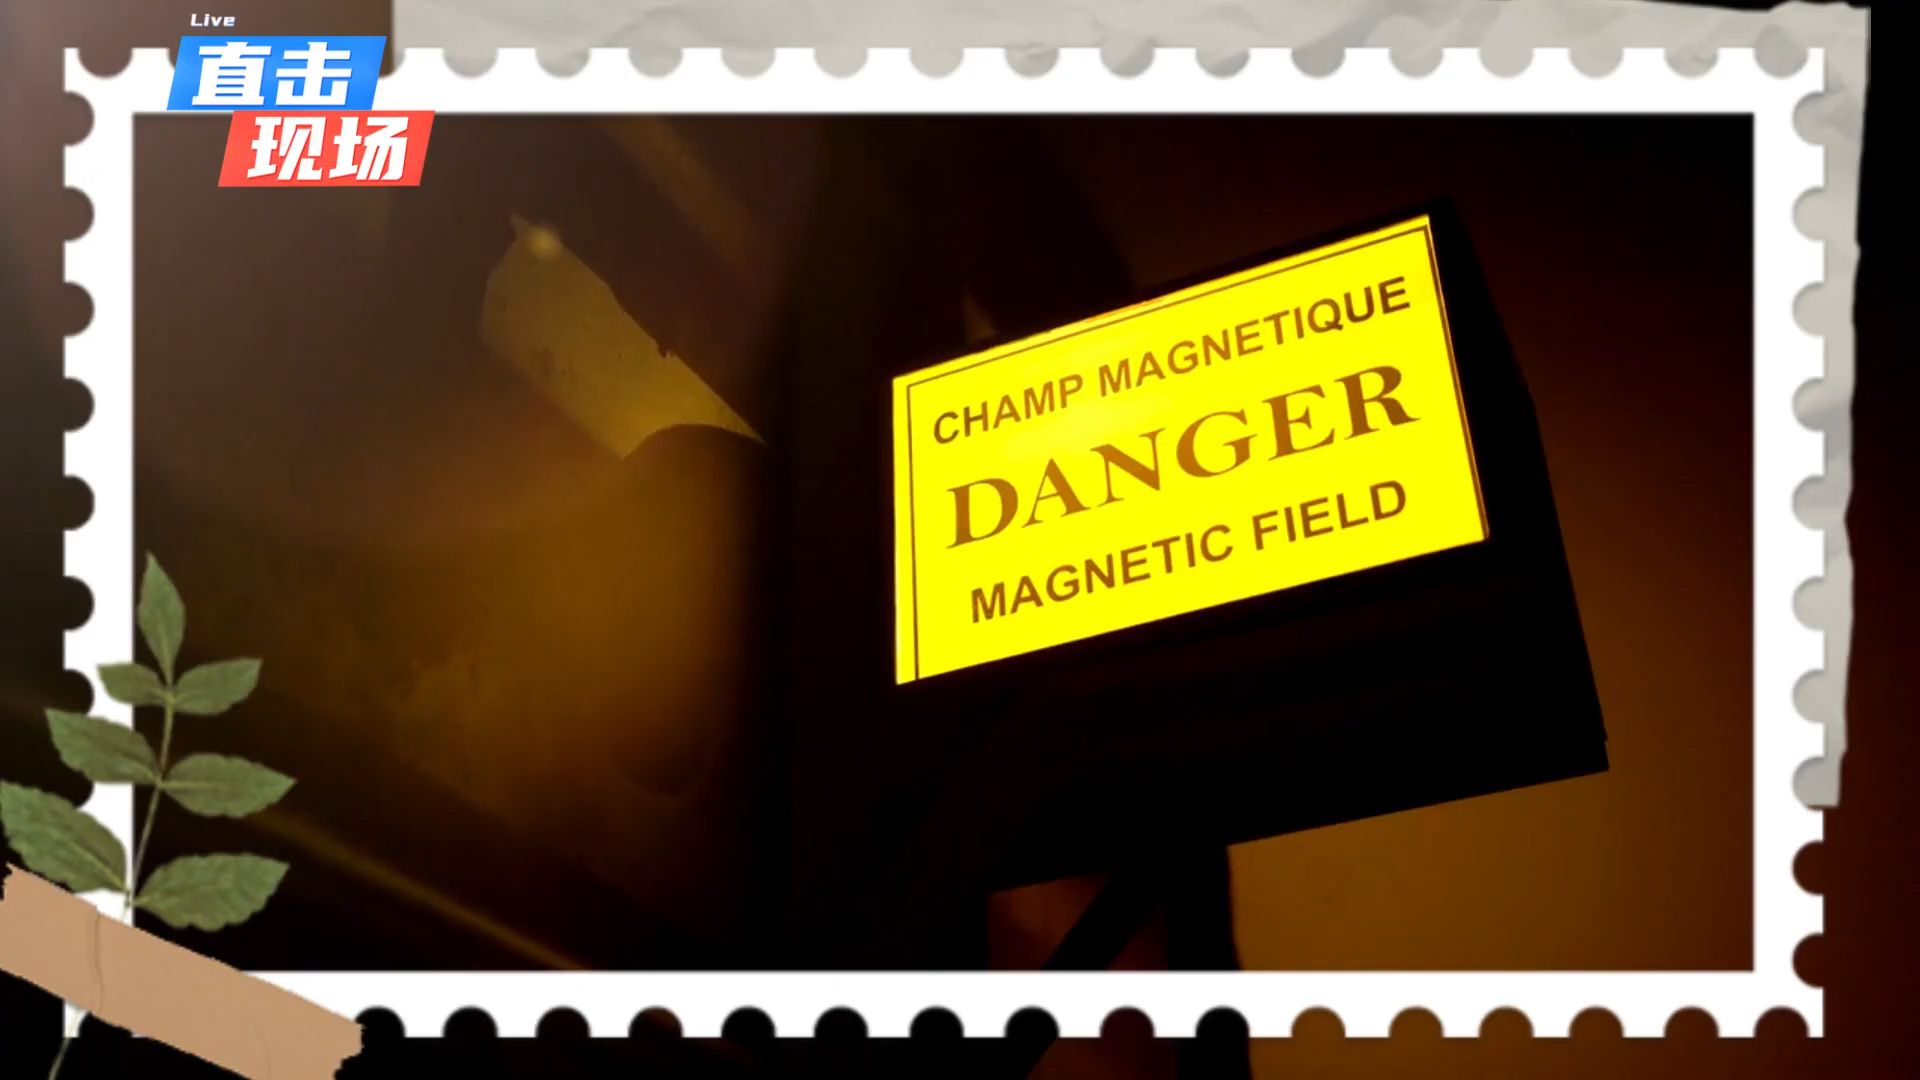 Live
直击
现场
CHAMP MAGNETIQUE
DANGER
MAGNETIC FIELD